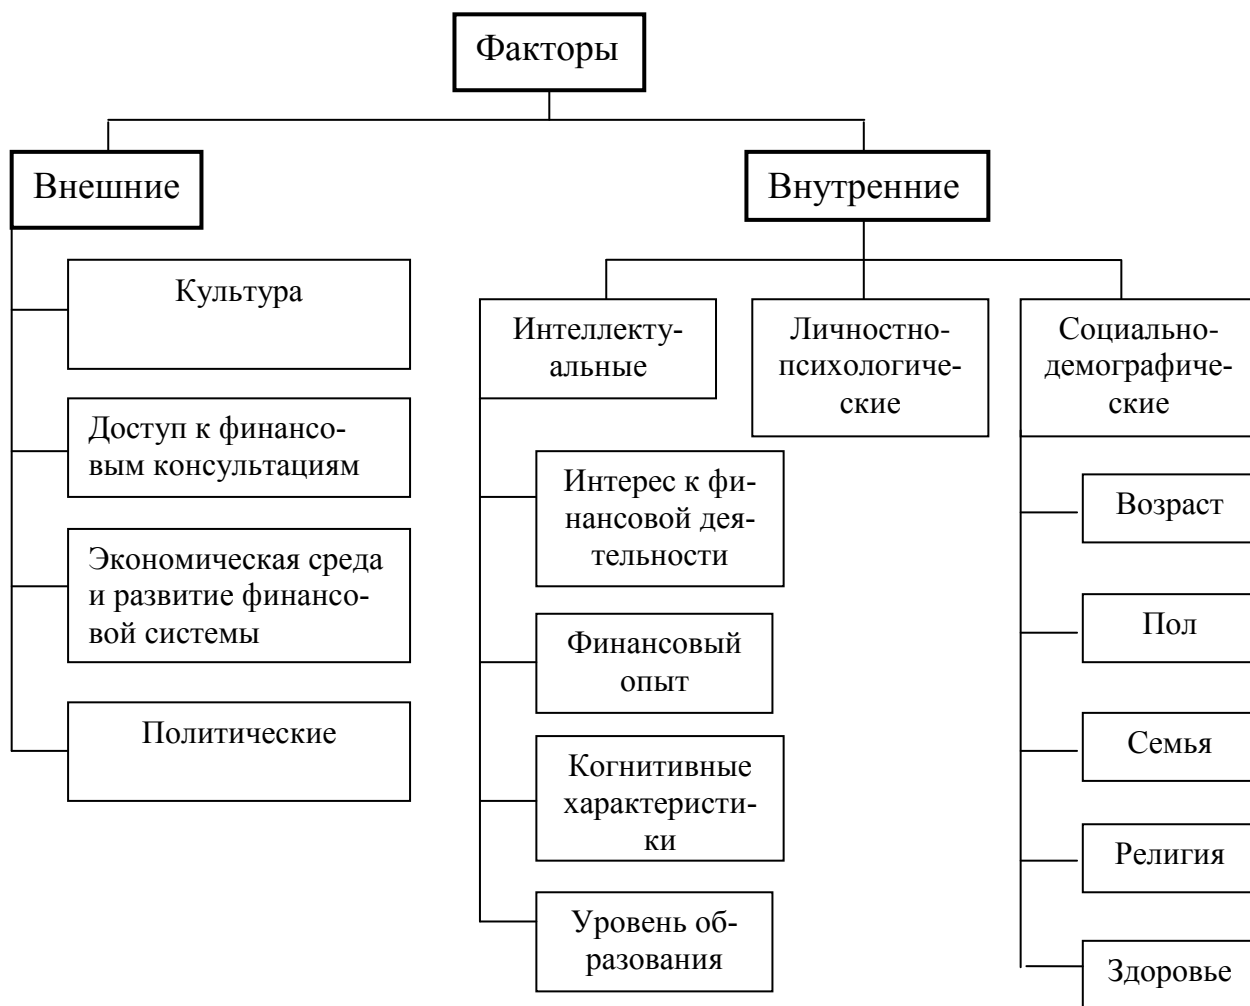 Факторы
Внешние
Внутренние
Культура
Доступ к финансо-
вым консультациям
Экономическая среда
и развитие финансо-
вой системы
Политические
Интеллекту-
альные
Интерес к фи-
нансовой дея-
тельности
Финансовый
опыт
Когнитивные
характеристи-
ки
Уровень об-
разования
Личностно-
психологиче-
ские
Социально-
демографиче-
ские
Возраст
Пол
Семья
Религия
Здоровье